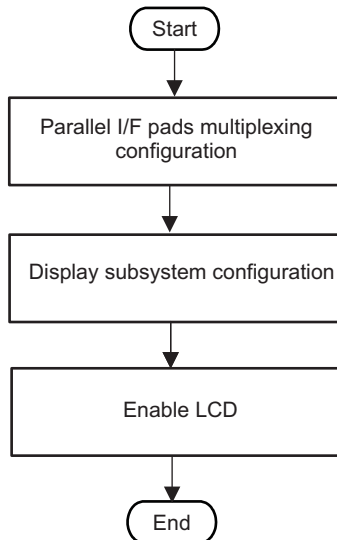 Start
Parallel I/F pads multiplexing
configuration
Display subsystem configuration
Enable LCD
End